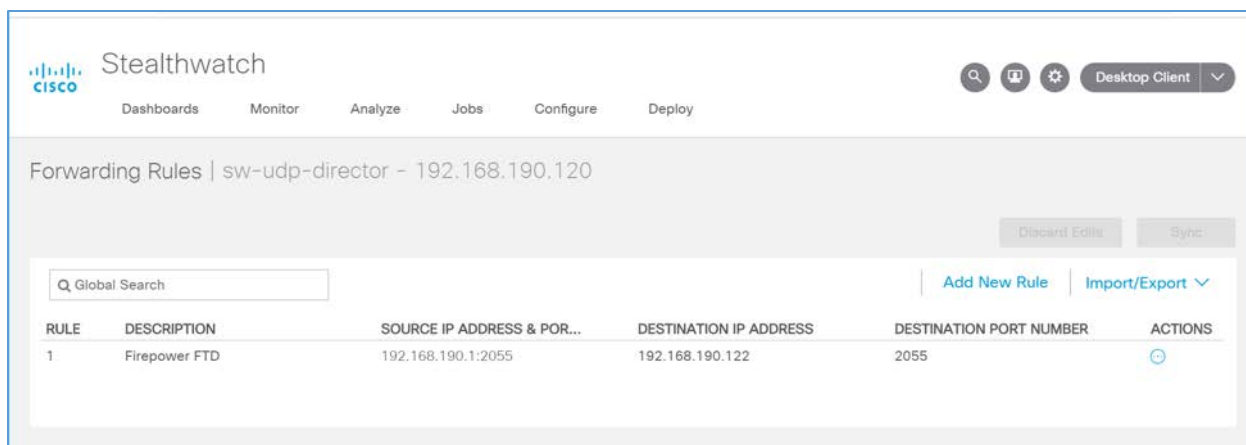 Stealthwatch
CISCO
Desktop Client
Dashboards Monitor Analyze Jobs Configure Deploy
Forwarding Rules | sw-udp-director - 192.168.190.120
Discard Edits Sync
Global Search
Add New Rule Import/Export
RULE DESCRIPTION SOURCE IP ADDRESS & POR... DESTINATION IP ADDRESS DESTINATION PORT NUMBER ACTIONS
1 Firepower FTD 192.168.190.1:2055 192.168.190.122 2055